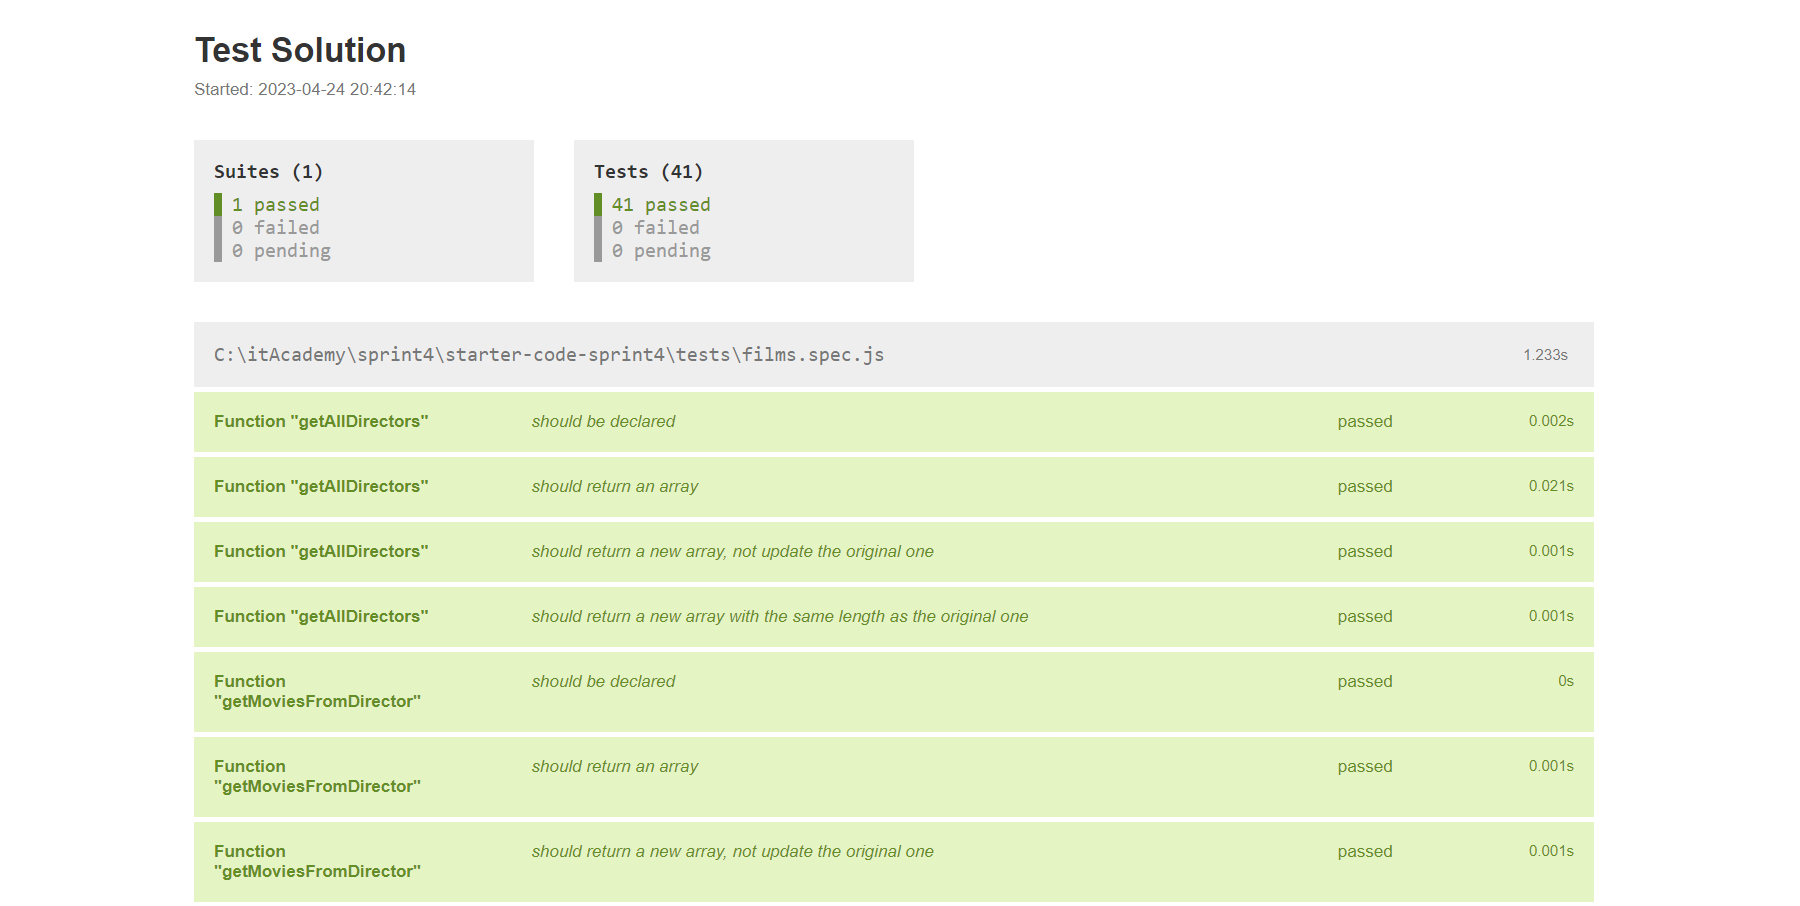 Test Solution
Started: 2023-04-24 20:42:14
Suites (1)
1 passed
0 failed
0 pending
Tests (41)
41 passed
0 failed
0 pending
C:\itAcademy\sprint4\starter-code-sprint4\tests\films.spec.js 1.233s
Function "getAllDirectors" should be declared passed 0.002s
Function "getAllDirectors" should return an array passed 0.021s
Function "getAllDirectors" should return a new array, not update the original one passed 0.001s
Function "getAllDirectors" should return a new array with the same length as the original one passed 0.001s
Function should be declared passed 0s
"getMoviesFromDirector"
Function should return an array passed 0.001s
"getMoviesFromDirector"
Function should return a new array, not update the original one passed 0.001s
"getMoviesFromDirector"